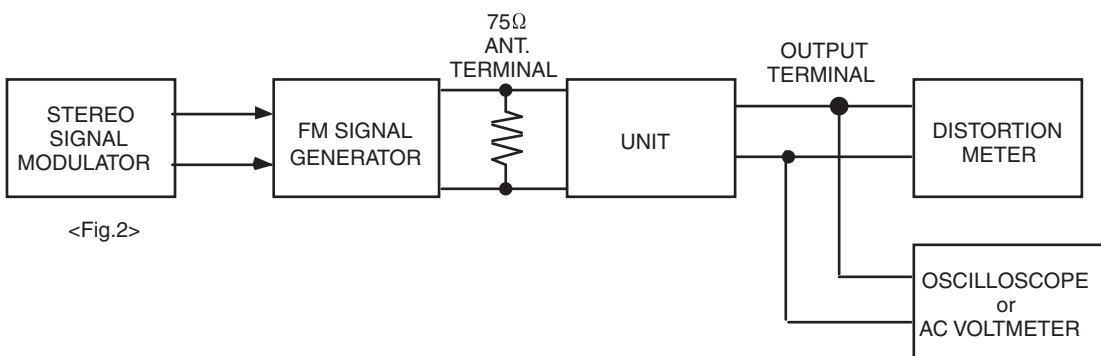 75Ω
ANT.
TERMINAL
OUTPUT
TERMINAL
STEREO
SIGNAL
MODULATOR
FM SIGNAL
GENERATOR
UNIT
DISTORTION
METER
<Fig.2>
OSCILLOSCOPE
or
AC VOLTMETER